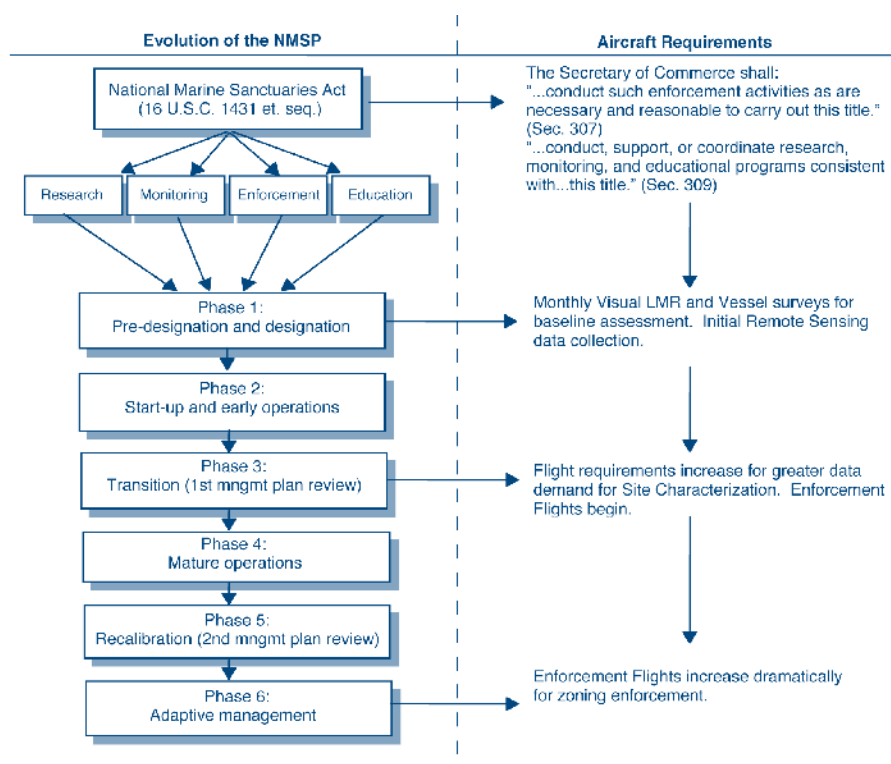 Evolution of the NMSP
Aircraft Requirements
National Marine Sanctuaries Act
(16 U.S.C. 1431 et. seq.)
The Secretary of Commerce shall:
"...conduct such enforcement activities as are
necessary and reasonable to carry out this title."
(Sec. 307)
"...conduct, support, or coordinate research,
monitoring, and educational programs consistent
with...this title." (Sec. 309)
Research
Monitoring
Enforcement
Education
Phase 1:
Pre-designation and designation
Monthly Visual LMR and Vessel surveys for
baseline assessment. Initial Remote Sensing
data collection.
Phase 2:
Start-up and early operations
Phase 3:
Transition (1st mngmt plan review)
Flight requirements increase for greater data
demand for Site Characterization. Enforcement
Flights begin.
Phase 4:
Mature operations
Phase 5:
Recalibration (2nd mngmt plan review)
Phase 6:
Adaptive management
Enforcement Flights increase dramatically
for zoning enforcement.